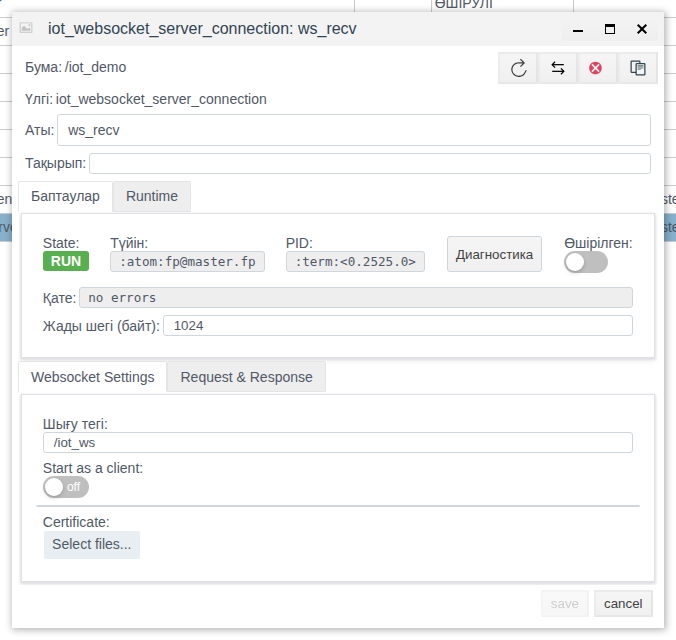 ӨШІРУЛІ
iot_websocket_server_connection: ws_recv
Бума: /iot_demo
Үлгі: iot_websocket_server_connection
Аты: ws_recv
Тақырып:
Баптаулар Runtime
State: Түйін: PID: Өшірілген:
RUN :atom:fp@master.fp :term:<0.2525.0> Диагностика
Қате: no errors
Жады шегі (байт): 1024
Websocket Settings Request & Response
Шығу тегі:
/iot_ws
Start as a client:
off
Certificate:
Select files...
save cancel